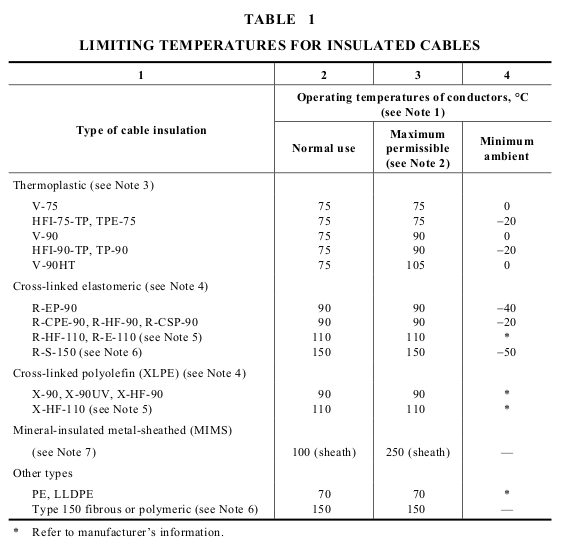 TABLE 1
LIMITING TEMPERATURES FOR INSULATED CABLES
1 2 3 4
Type of cable insulation
Operating temperatures of conductors, °C
(see Note 1)
Normal use
Maximum
permissible
(see Note 2)
Minimum
ambient
Thermoplastic (see Note 3)
V-75 75 75 0
HFI-75-TP, TPE-75 75 75 –20
V-90 75 90 0
HFI-90-TP, TP-90 75 90 –20
V-90HT 75 105 0
Cross-linked elastomeric (see Note 4)
R-EP-90 90 90 –40
R-CPE-90, R-HF-90, R-CSP-90 90 90 –20
R-HF-110, R-E-110 (see Note 5) 110 110 *
R-S-150 (see Note 6) 150 150 –50
Cross-linked polyolefin (XLPE) (see Note 4)
X-90, X-90UV, X-HF-90 90 90 *
X-HF-110 (see Note 5) 110 110 *
Mineral-insulated metal-sheathed (MIMS)
(see Note 7) 100 (sheath) 250 (sheath) —
Other types
PE, LLDPE 70 70 *
Type 150 fibrous or polymeric (see Note 6) 150 150 —
* Refer to manufacturer's information.